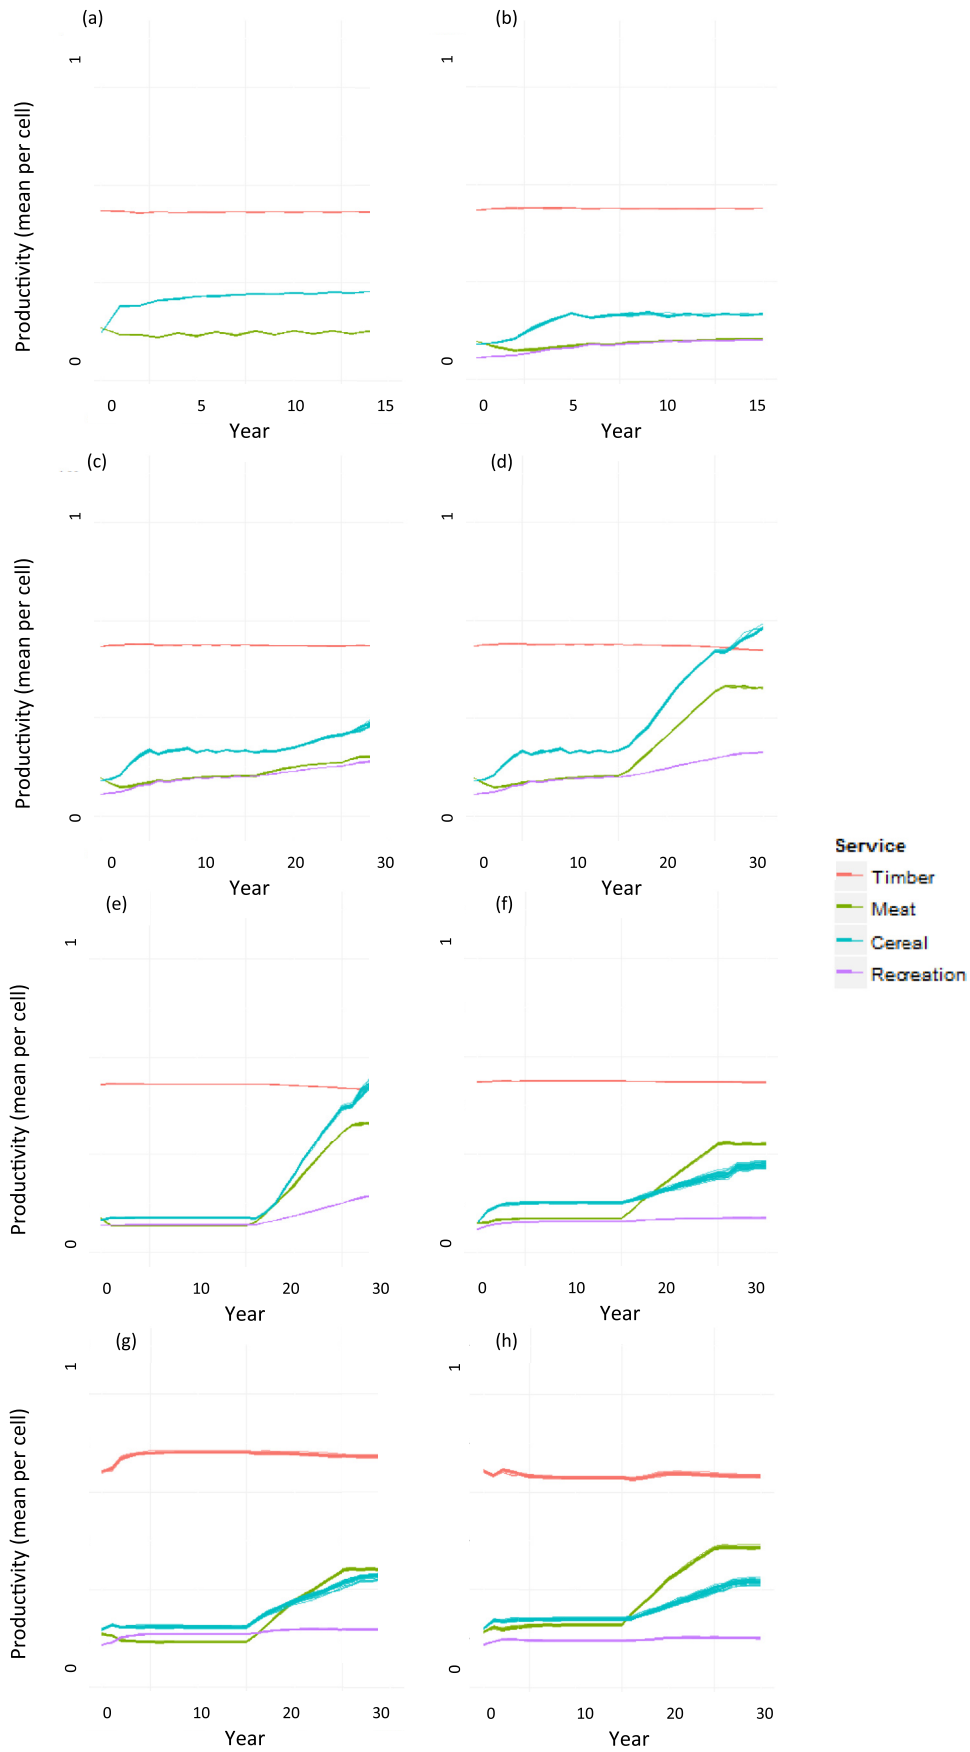 (a) (b)
1 1
Productivity (mean per cell)
0 0
0 5 10 15 0 5 10 15
Year Year
(c) (d)
1 1
Productivity (mean per cell)
0 0
0 10 20 30 0 10 20 30
Year Year
Service
Timber
Meat
Cereal
Recreation
(e) (f)
1 1
Productivity (mean per cell)
0 0
0 10 20 30 0 10 20 30
Year Year
(g) (h)
1 1
Productivity (mean per cell)
0 0
0 10 20 30 0 10 20 30
Year Year